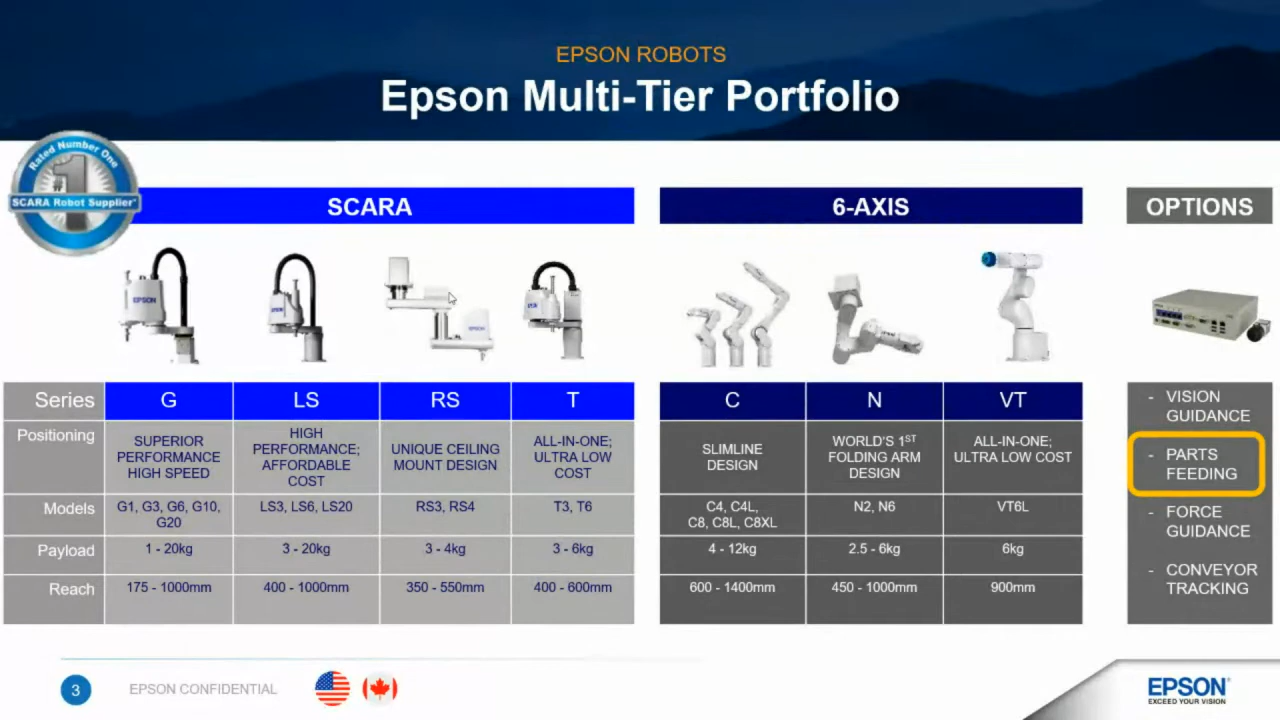 EPSON ROBOTS
Epson Multi-Tier Portfolio
Rated Number One
1
SCARA Robot Supplier*
SCARA
6-AXIS
OPTIONS
EPSON
EPSON
EPSON
EPSON
Series
G
LS
RS
T
C
N
VT
Positioning
SUPERIOR
PERFORMANCE
HIGH SPEED
HIGH
PERFORMANCE;
AFFORDABLE
COST
UNIQUE CEILING
MOUNT DESIGN
ALL-IN-ONE;
ULTRA LOW
COST
SLIMLINE
DESIGN
WORLD'S 1ST
FOLDING ARM
DESIGN
ALL-IN-ONE;
ULTRA LOW COST
Models
G1, G3, G6, G10,
G20
LS3, LS6, LS20
RS3, RS4
T3, T6
C4, C4L,
C8, C8L, C8XL
N2, N6
VT6L
Payload
1 - 20kg
3 - 20kg
3 - 4kg
3 - 6kg
4 - 12kg
2.5 - 6kg
6kg
Reach
175 - 1000mm
400 - 1000mm
350 - 550mm
400 - 600mm
600 - 1400mm
450 - 1000mm
900mm
- VISION
GUIDANCE
- PARTS
FEEDING
- FORCE
GUIDANCE
- CONVEYOR
TRACKING
3
EPSON CONFIDENTIAL
EPSON®
EXCEED YOUR VISION